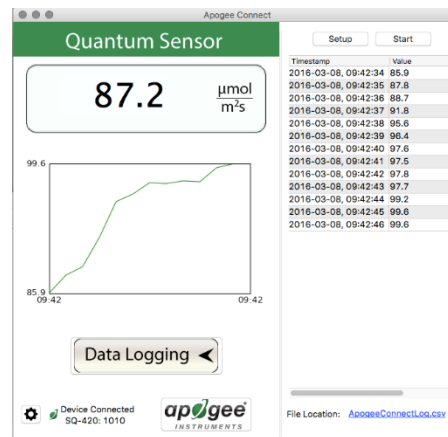 Apogee Connect
Quantum Sensor
87.2 µmol
m²s
99.6
85.9
09:42 09:42
Data Logging
Device Connected
SQ-420: 1010
apogee
INSTRUMENTS
Setup Start
Timestamp Value
2016-03-08, 09:42:34 85.9
2016-03-08, 09:42:35 87.8
2016-03-08, 09:42:36 88.7
2016-03-08, 09:42:37 91.8
2016-03-08, 09:42:38 95.6
2016-03-08, 09:42:39 96.4
2016-03-08, 09:42:40 97.6
2016-03-08, 09:42:41 97.5
2016-03-08, 09:42:42 97.8
2016-03-08, 09:42:43 97.7
2016-03-08, 09:42:44 99.2
2016-03-08, 09:42:45 99.6
2016-03-08, 09:42:46 99.6
File Location: ApogeeConnectLog.csv